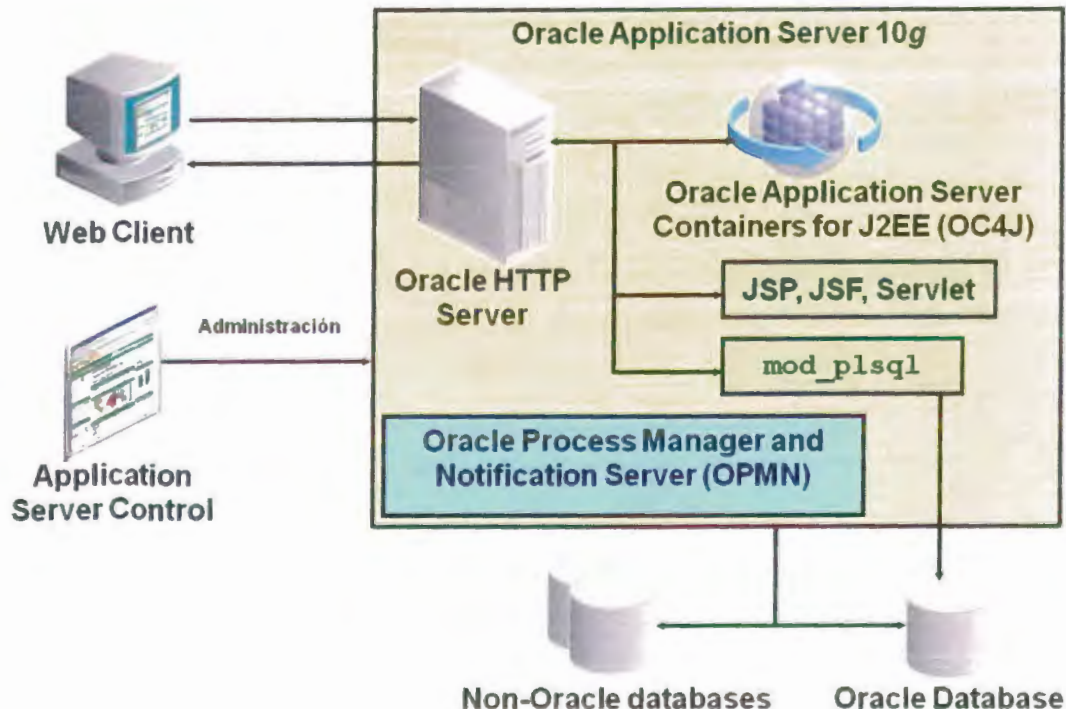 Oracle Application Server 10g
Web Client
Oracle HTTP
Server
Oracle Application Server
Containers for J2EE (OC4J)
JSP, JSF, Servlet
mod_plsql
Administración
Application
Server Control
Oracle Process Manager and
Notification Server (OPMN)
Non-Oracle databases
Oracle Database